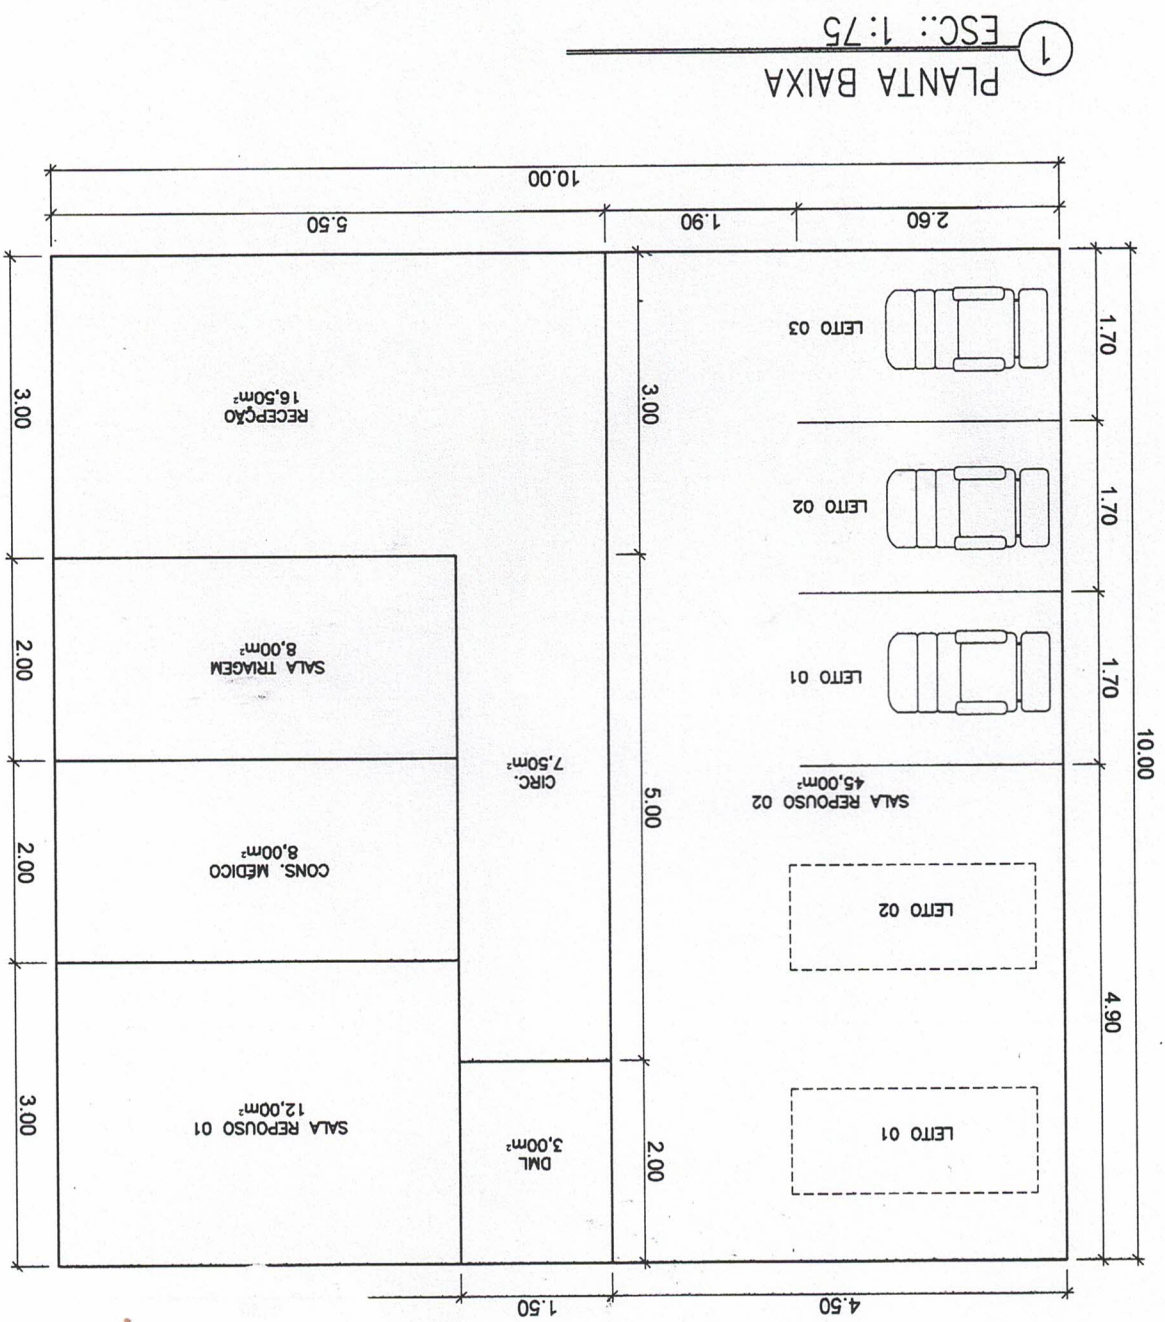 4.50
1.50
LEITO 01
DML
3,00m²
SALA REPOUSO 01
12,00m²
2.00
3.00
4.90
LEITO 02
CONS. MÉDICO
8,00m²
2.00
SALA REPOUSO 02
45,00m²
CIRC.
7,50m²
5.00
10.00
LEITO 01
1.70
SALA TRIAGEM
8,00m²
2.00
LEITO 02
1.70
RECEPÇÃO
16,50m²
3.00
3.00
LEITO 03
1.70
2.60
1.90
5.50
10.00
PLANTA BAIXA
1
ESC.: 1:75